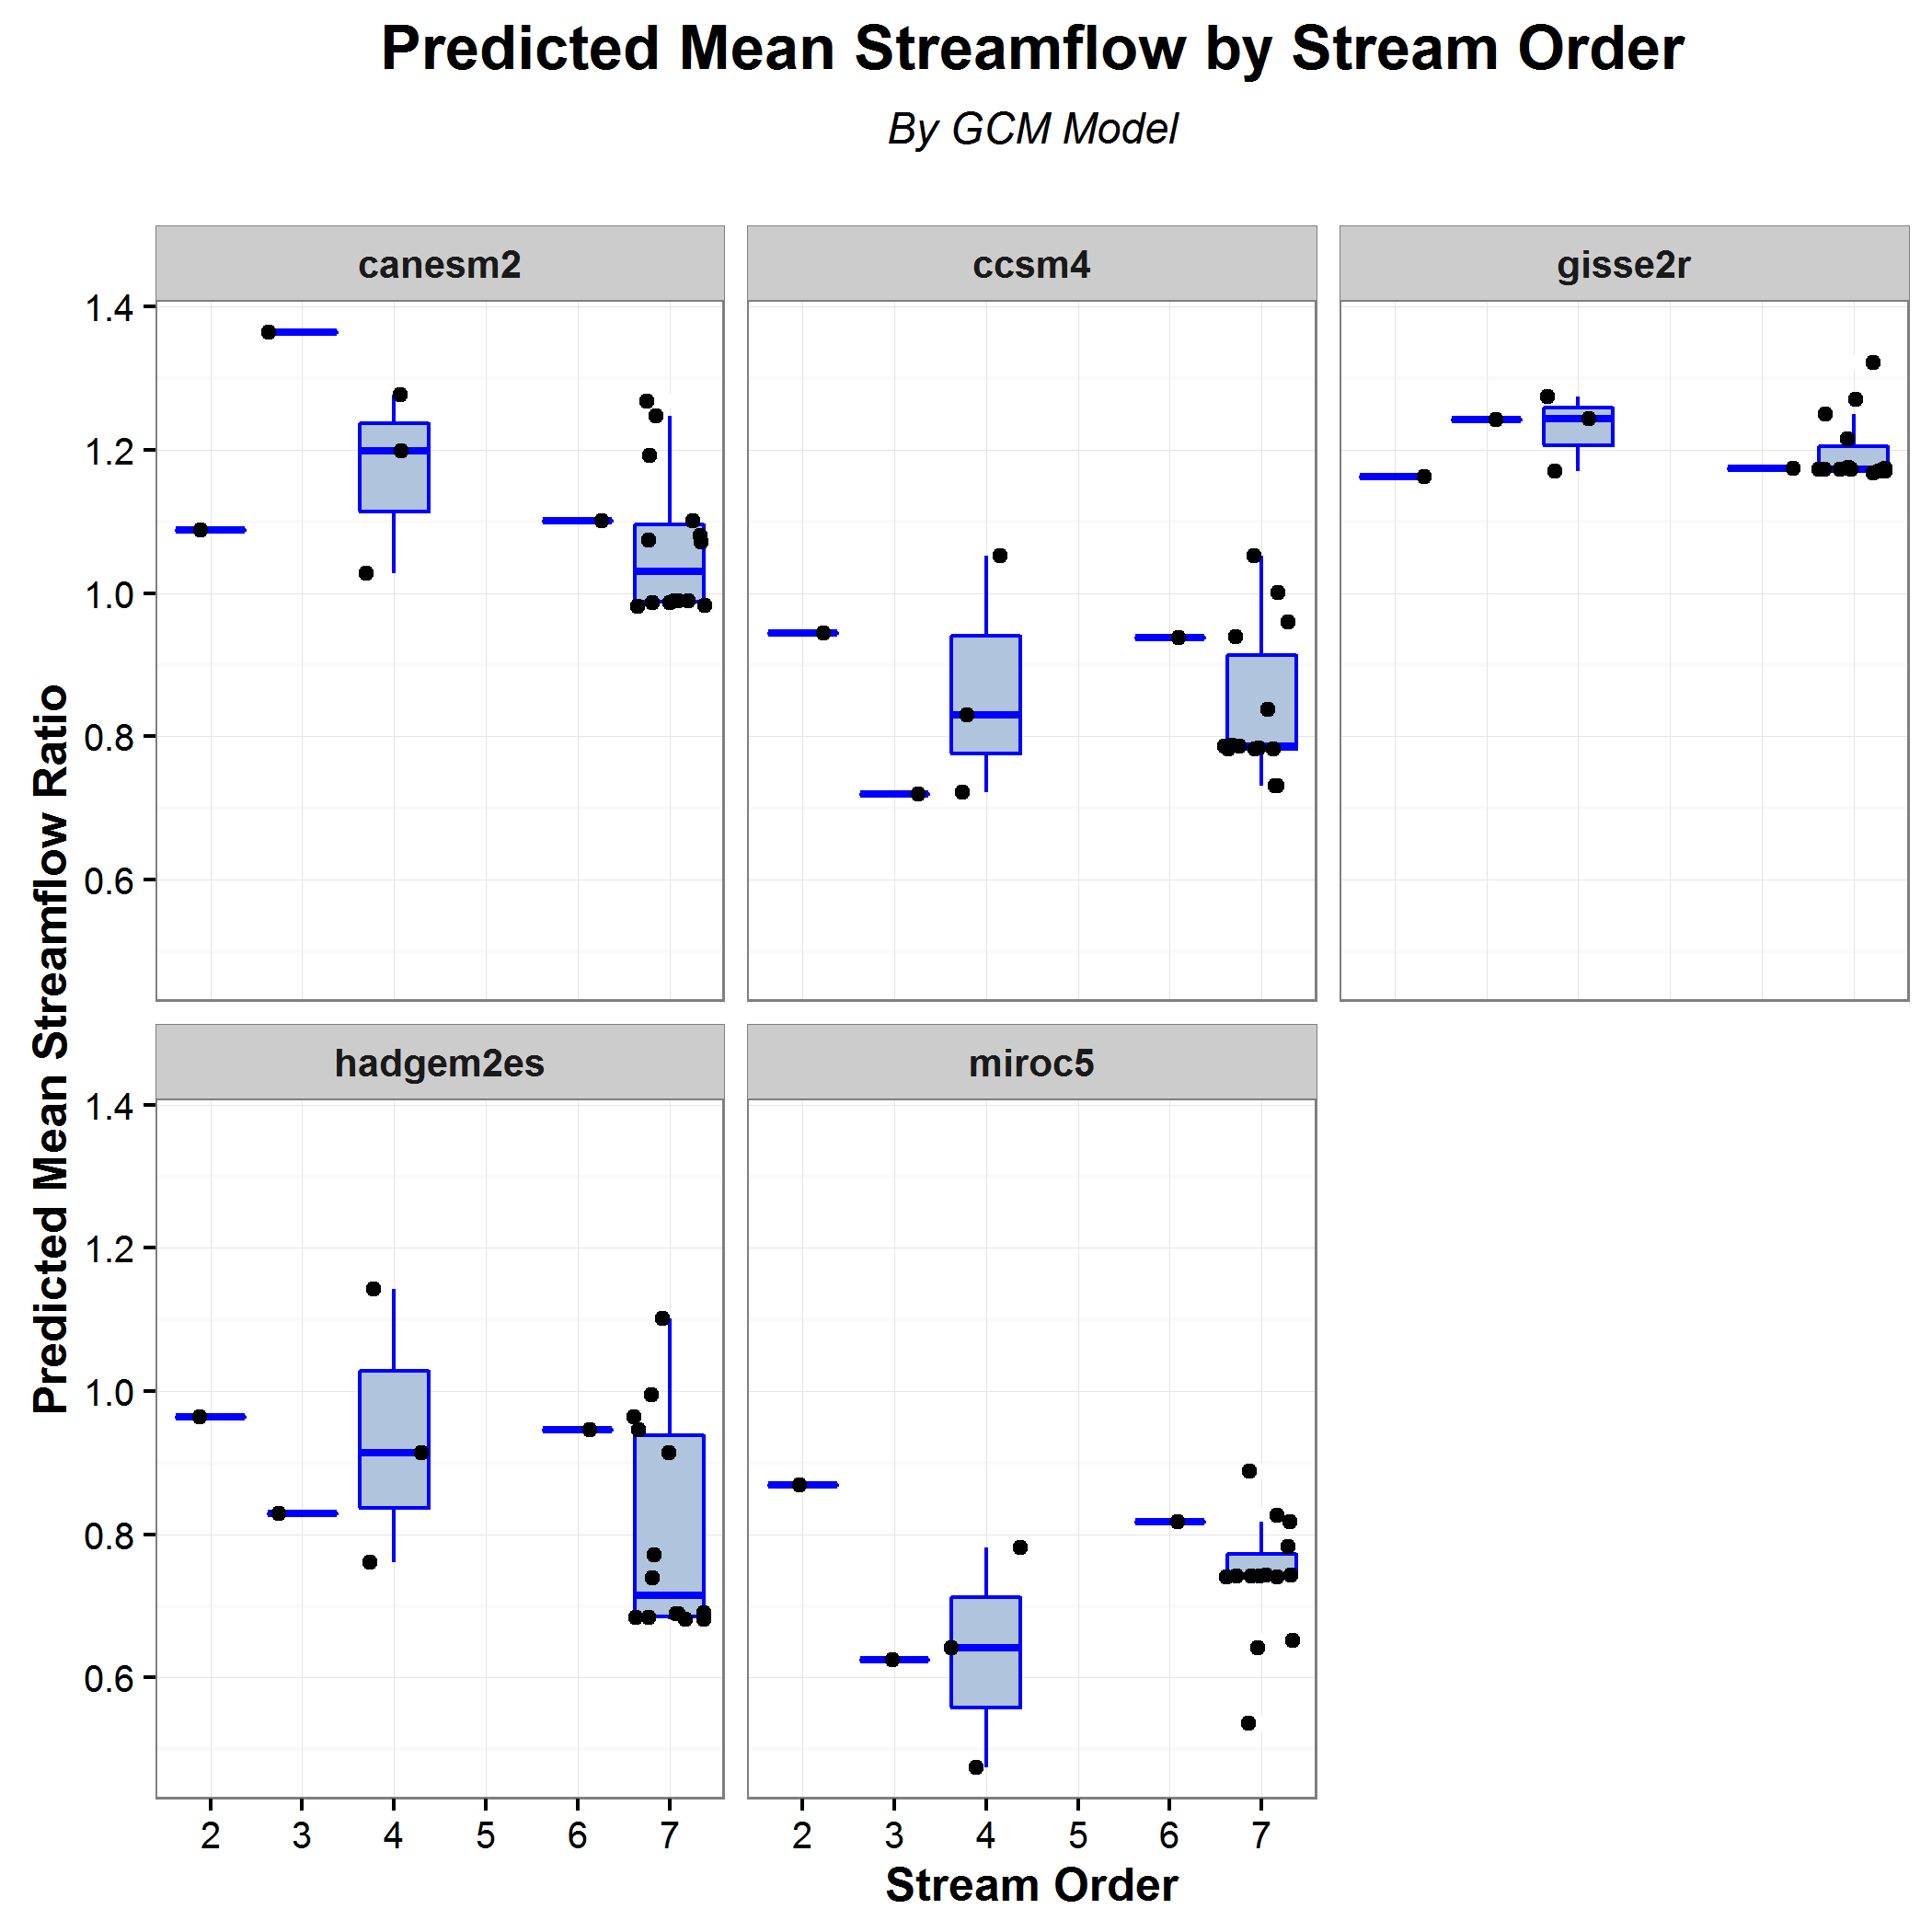 Predicted Mean Streamflow by Stream Order
By GCM Model
canesm2
ccsm4
gisse2r
1.4
1.2
1.0
0.8
0.6
Predicted Mean Streamflow Ratio
hadgem2es
miroc5
1.4
1.2
1.0
0.8
0.6
2 3 4 5 6 7
2 3 4 5 6 7
Stream Order